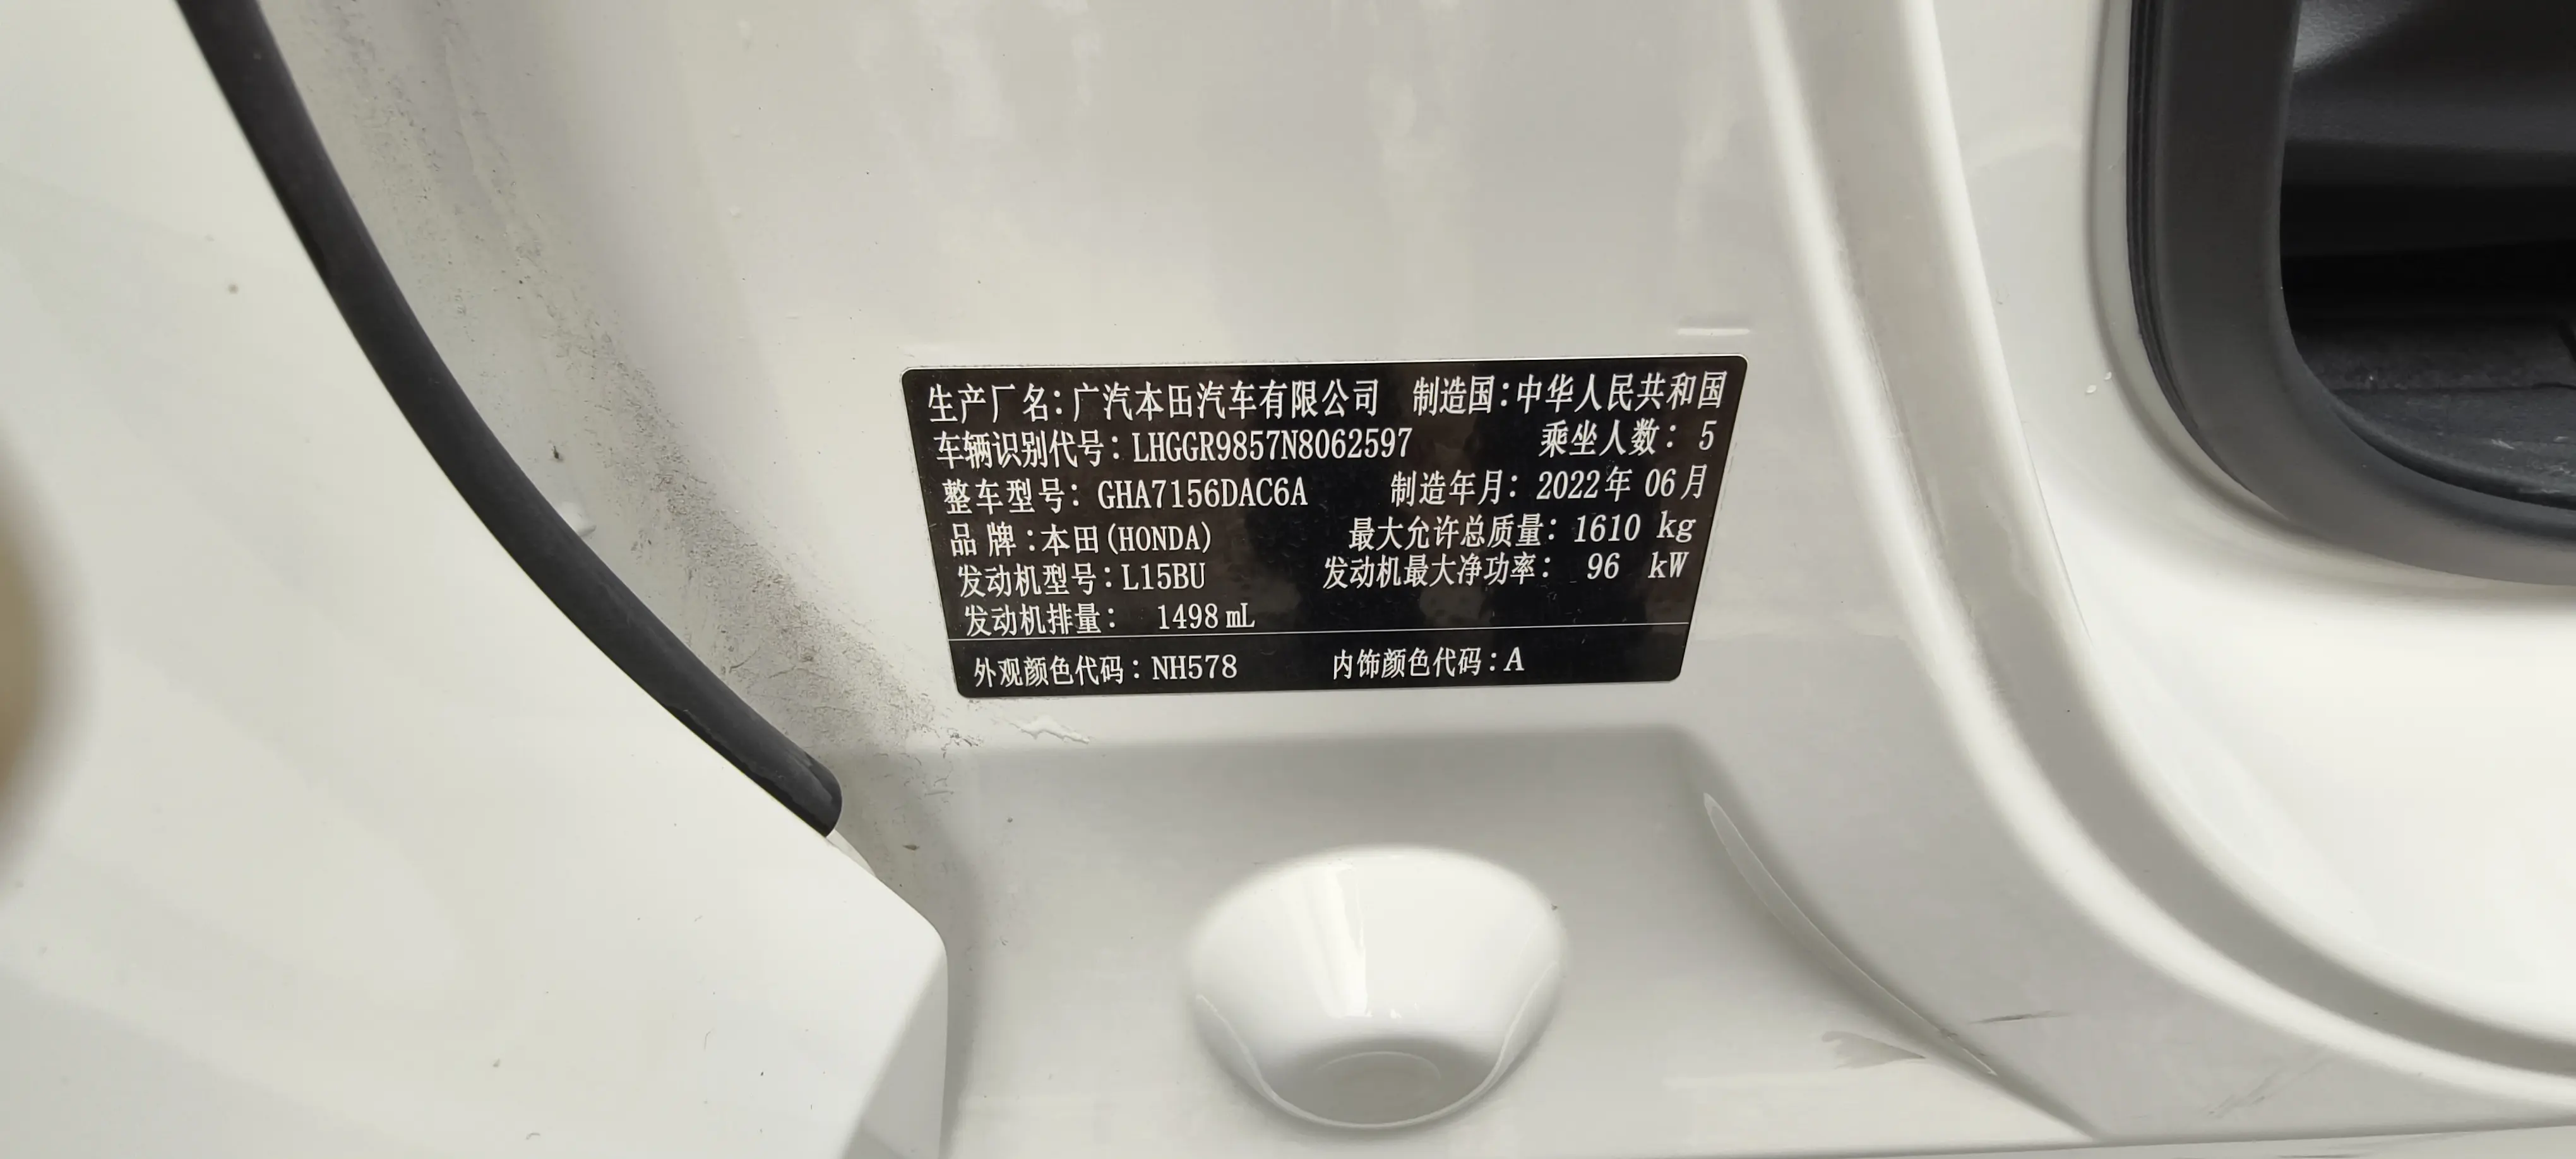 生产厂名：广汽本田汽车有限公司 制造国：中华人民共和国
车辆识别代号：LHGGR9857N8062597 乘坐人数：5
整车型号：GHA7156DAC6A 制造年月：2022年 06月
品 牌：本田(HONDA) 最大允许总质量：1610 kg
发动机型号：L15BU 发动机最大净功率： 96 kW
发动机排量： 1498 mL
外观颜色代码：NH578 内饰颜色代码：A